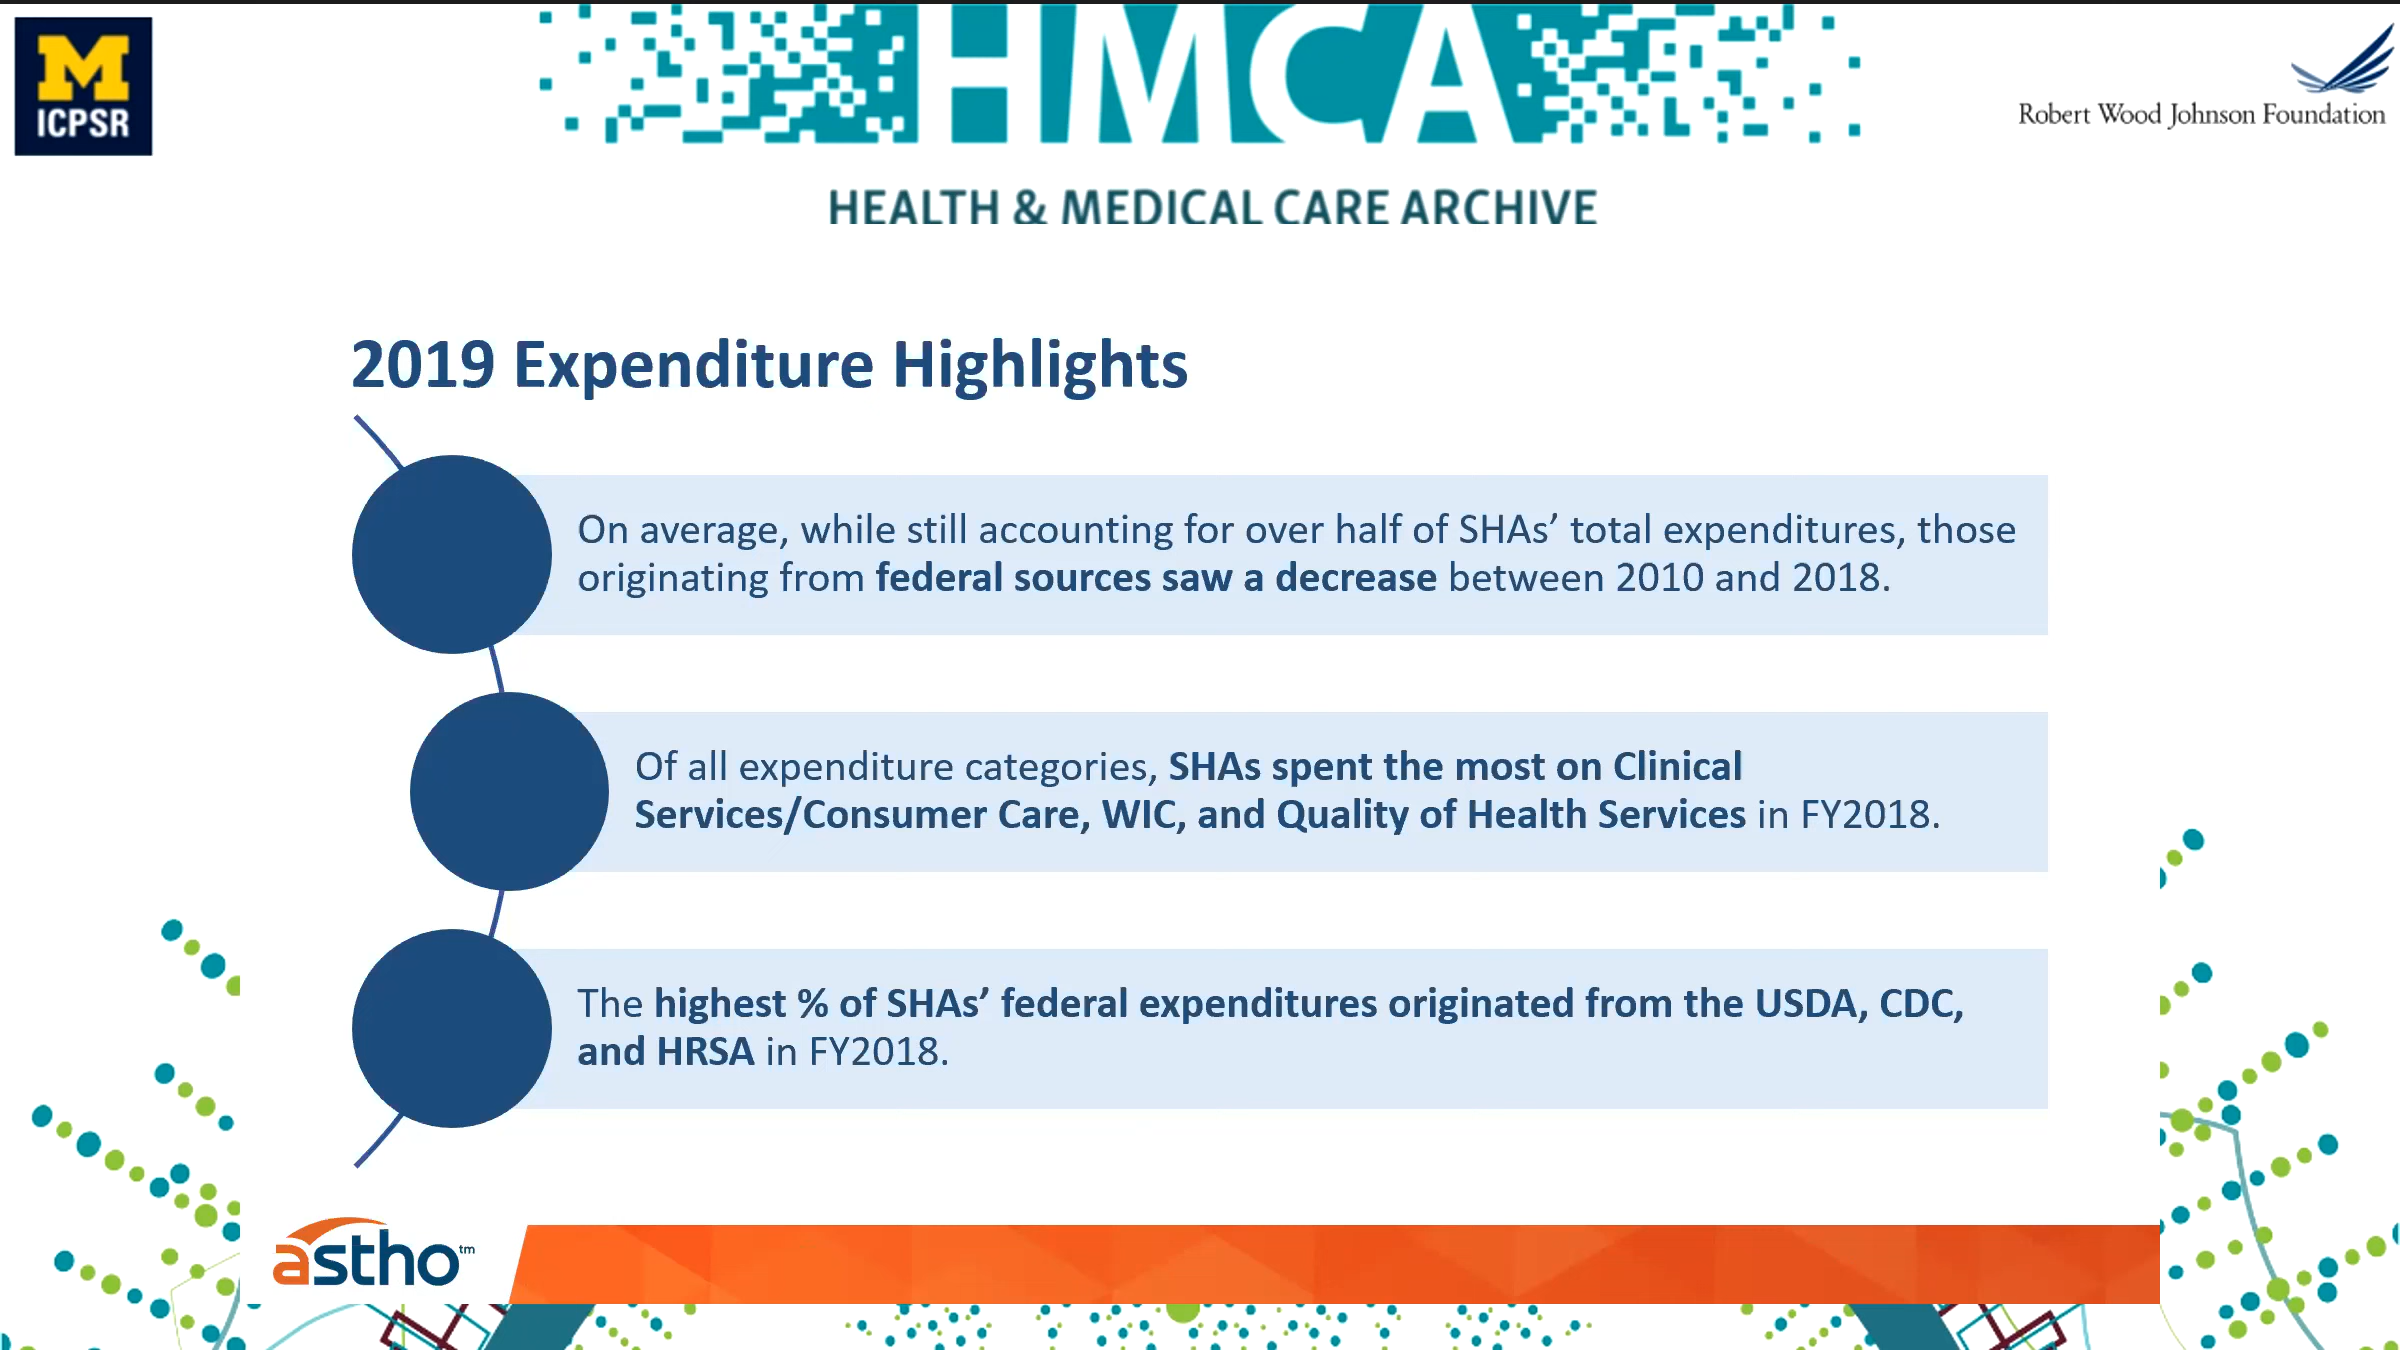 M
ICPSR
HMCA
Robert Wood Johnson Foundation
HEALTH & MEDICAL CARE ARCHIVE
2019 Expenditure Highlights
On average, while still accounting for over half of SHAs’ total expenditures, those
originating from federal sources saw a decrease between 2010 and 2018.
Of all expenditure categories, SHAs spent the most on Clinical
Services/Consumer Care, WIC, and Quality of Health Services in FY2018.
The highest % of SHAs’ federal expenditures originated from the USDA, CDC,
and HRSA in FY2018.
astho™